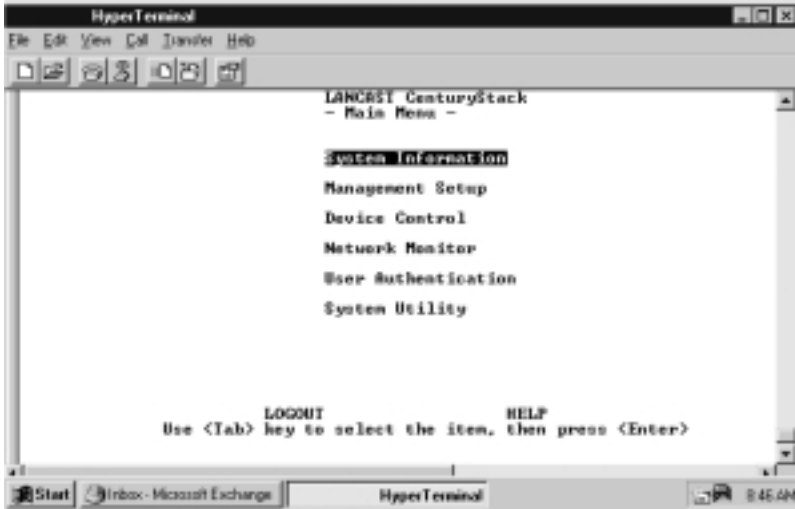 HyperTerminal
File Edit View Call Transfer Help
LANCAST CenturyStack
- Main Menu -
System Information
Management Setup
Device Control
Network Monitor
User Authentication
System Utility
LOGOUT HELP
Use <Tab> key to select the item, then press <Enter>
Start Inbox - Microsoft Exchange HyperTerminal 8:46 AM